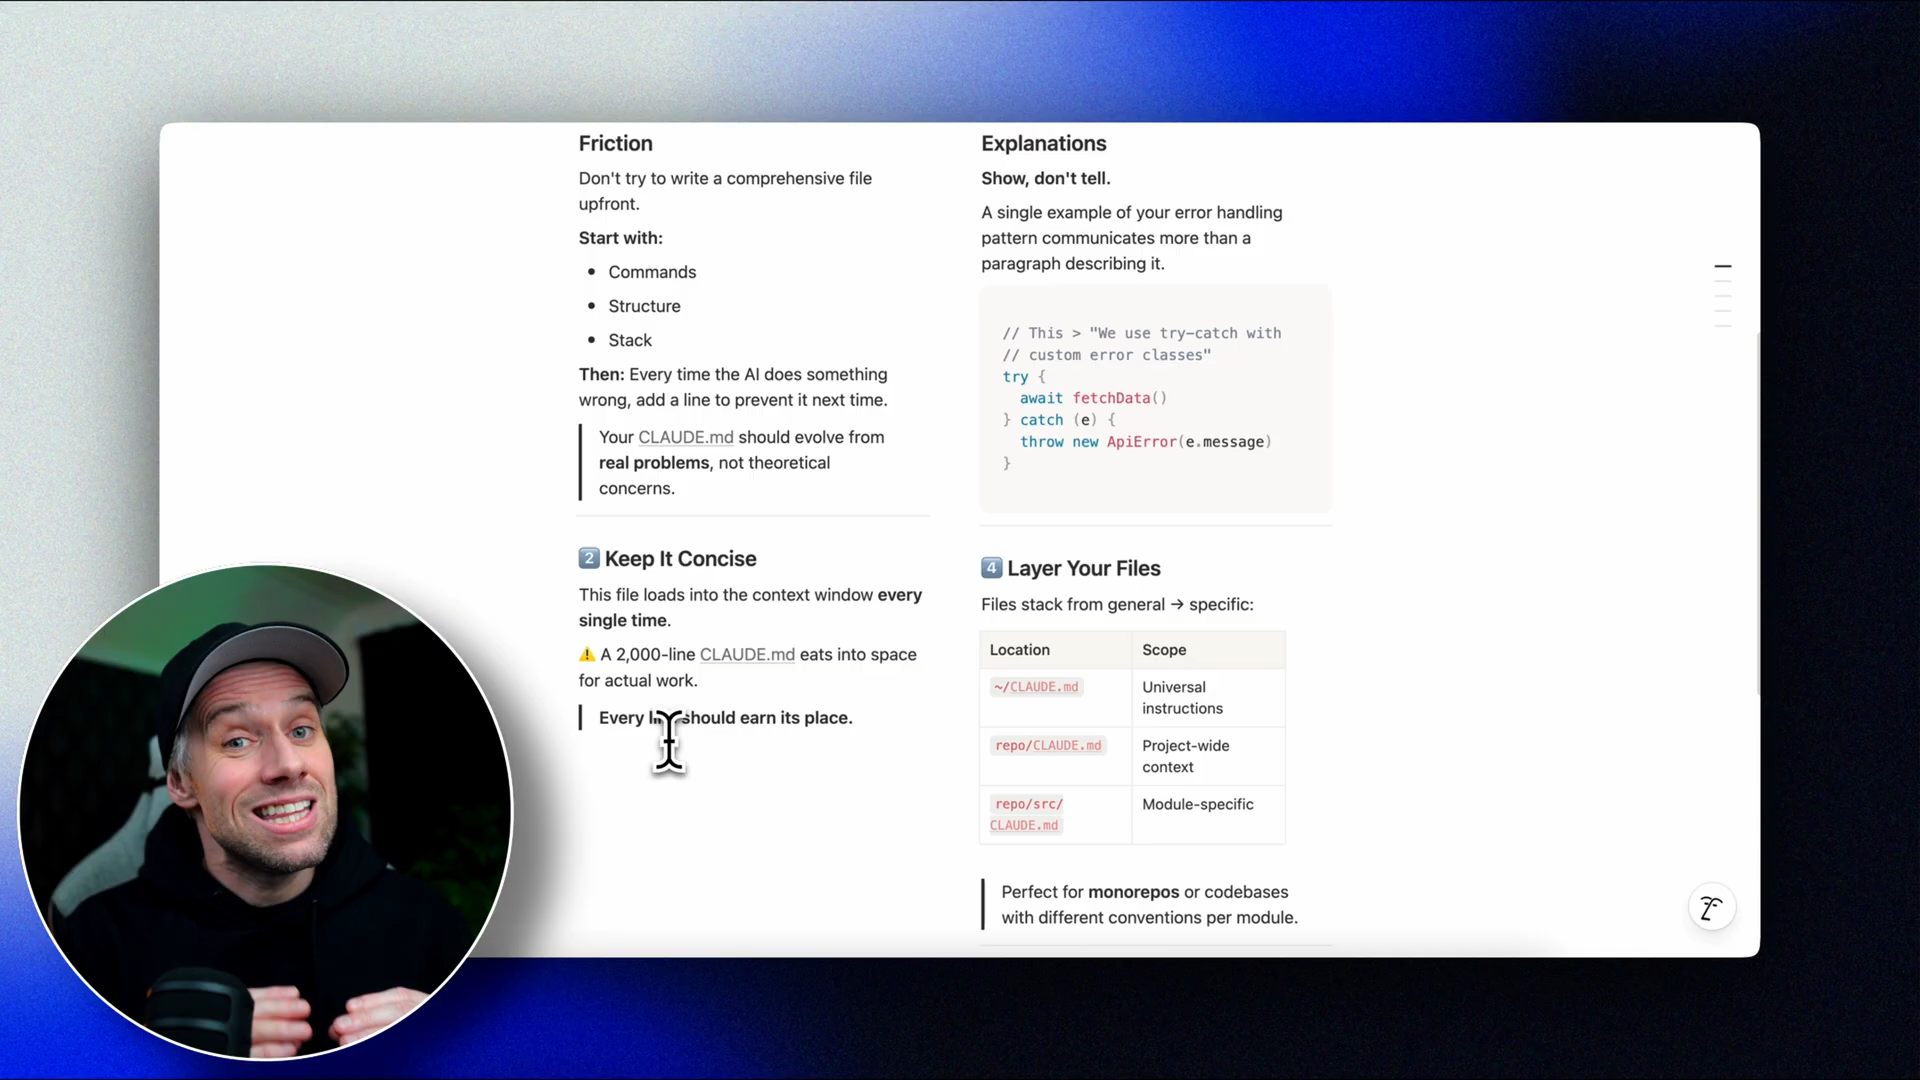 Friction
Don't try to write a comprehensive file
upfront.
Start with:
• Commands
• Structure
• Stack
Then: Every time the AI does something
wrong, add a line to prevent it next time.
Your CLAUDE.md should evolve from
real problems, not theoretical
concerns.
2 Keep It Concise
This file loads into the context window every
single time.
⚠️ A 2,000-line CLAUDE.md eats into space
for actual work.
Every should earn its place.
Explanations
Show, don't tell.
A single example of your error handling
pattern communicates more than a
paragraph describing it.
// This > "We use try-catch with
// custom error classes"
try {
await fetchData()
} catch (e) {
throw new ApiError(e.message)
}
4 Layer Your Files
Files stack from general → specific:
Location Scope
~/CLAUDE.md Universal
instructions
repo/CLAUDE.md Project-wide
context
repo/src/ Module-specific
CLAUDE.md
Perfect for monorepos or codebases
with different conventions per module.